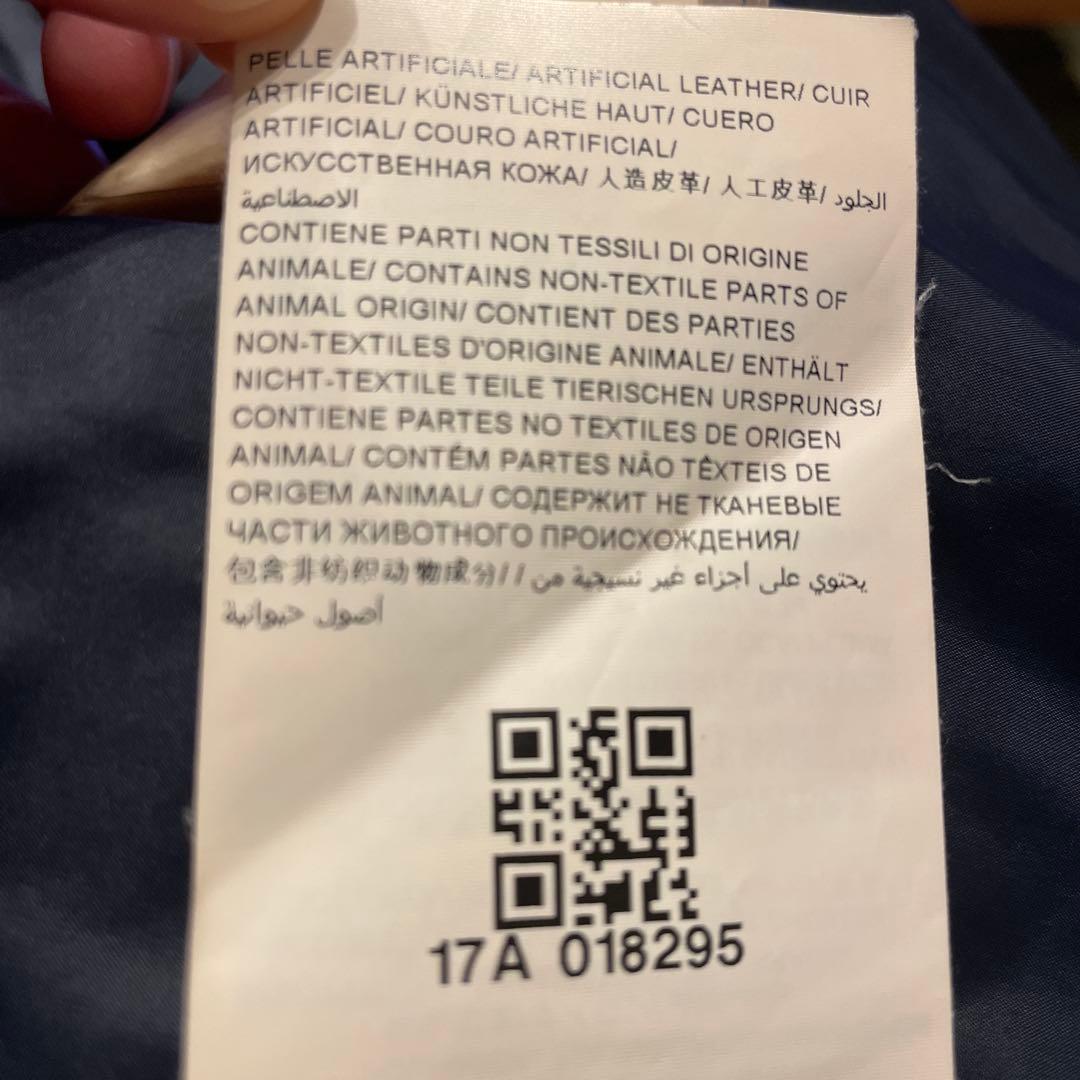 PELLE ARTIFICIALE/ ARTIFICIAL LEATHER/ CUIR
ARTIFICIEL/ KÜNSTLICHE HAUT/ CUERO
ARTIFICIAL/ COURO ARTIFICIAL/
ИСКУССТВЕННАЯ КОЖА/ 人造皮革/ 人工皮革/ الجلود
الاصطناعية
CONTIENE PARTI NON TESSILI DI ORIGINE
ANIMALE/ CONTAINS NON-TEXTILE PARTS OF
ANIMAL ORIGIN/ CONTIENT DES PARTIES
NON-TEXTILES D'ORIGINE ANIMALE/ ENTHÄLT
NICHT-TEXTILE TEILE TIERISCHEN URSPRUNGS/
CONTIENE PARTES NO TEXTILES DE ORIGEN
ANIMAL/ CONTÉM PARTES NÃO TÊXTEIS DE
ORIGEM ANIMAL/ СОДЕРЖИТ НЕ ТКАНЕВЫЕ
ЧАСТИ ЖИВОТНОГО ПРОИСХОЖДЕНИЯ/
包含非纺织动物成分/ / يحتوي على أجزاء غير نسيجية من
أصول حيوانية
17A 018295